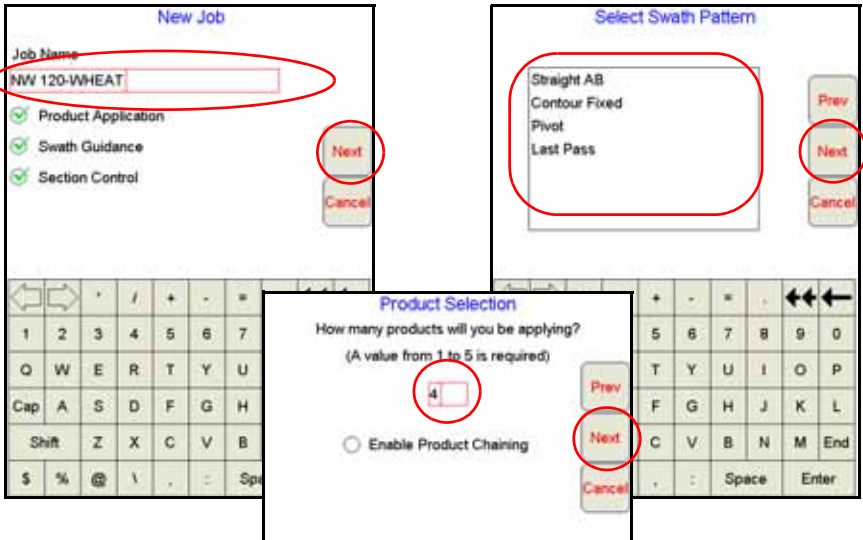 New Job
Job Name
NW 120-WHEAT
Product Application
Swath Guidance
Section Control
Next
Cancel
' / + - =
1 2 3 4 5 6 7
Q W E R T Y U
Cap A S D F G H
Shift Z X C V B
$ % @ \ , :
Select Swath Pattern
Straight AB
Contour Fixed
Pivot
Last Pass
Prev
Next
Cancel
+ - = .
5 6 7 8 9 0
T Y U I O P
F G H J K L
C V B N M End
, : Space Enter
Product Selection
How many products will you be applying?
(A value from 1 to 5 is required)
4
Enable Product Chaining
Prev
Next
Cancel